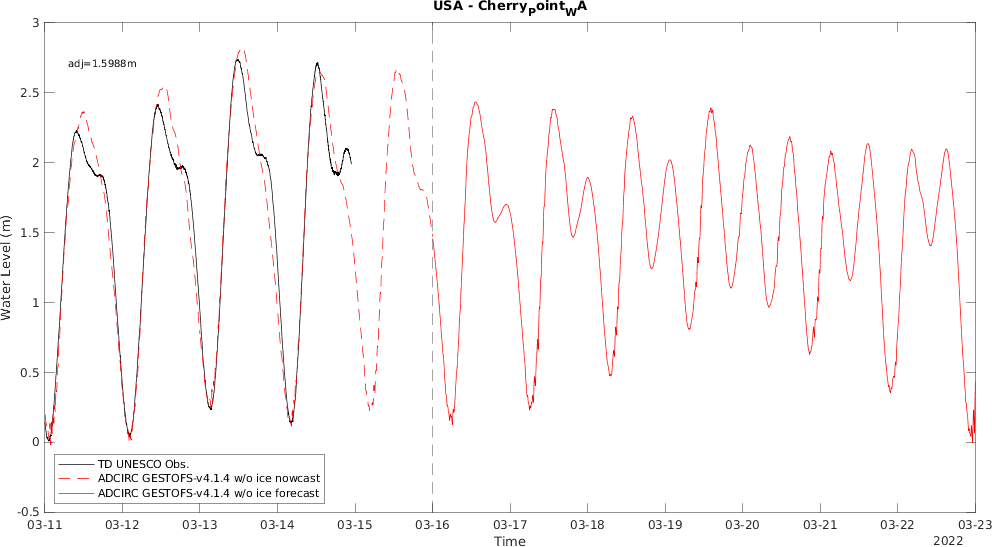 USA - CherryPointWA
adj=1.5988m
3
2.5
2
1.5
1
0.5
0
-0.5
Water Level (m)
TD UNESCO Obs.
ADCIRC GESTOFS-v4.1.4 w/o ice nowcast
ADCIRC GESTOFS-v4.1.4 w/o ice forecast
03-11 03-12 03-13 03-14 03-15 03-16 03-17 03-18 03-19 03-20 03-21 03-22 03-23
Time
2022